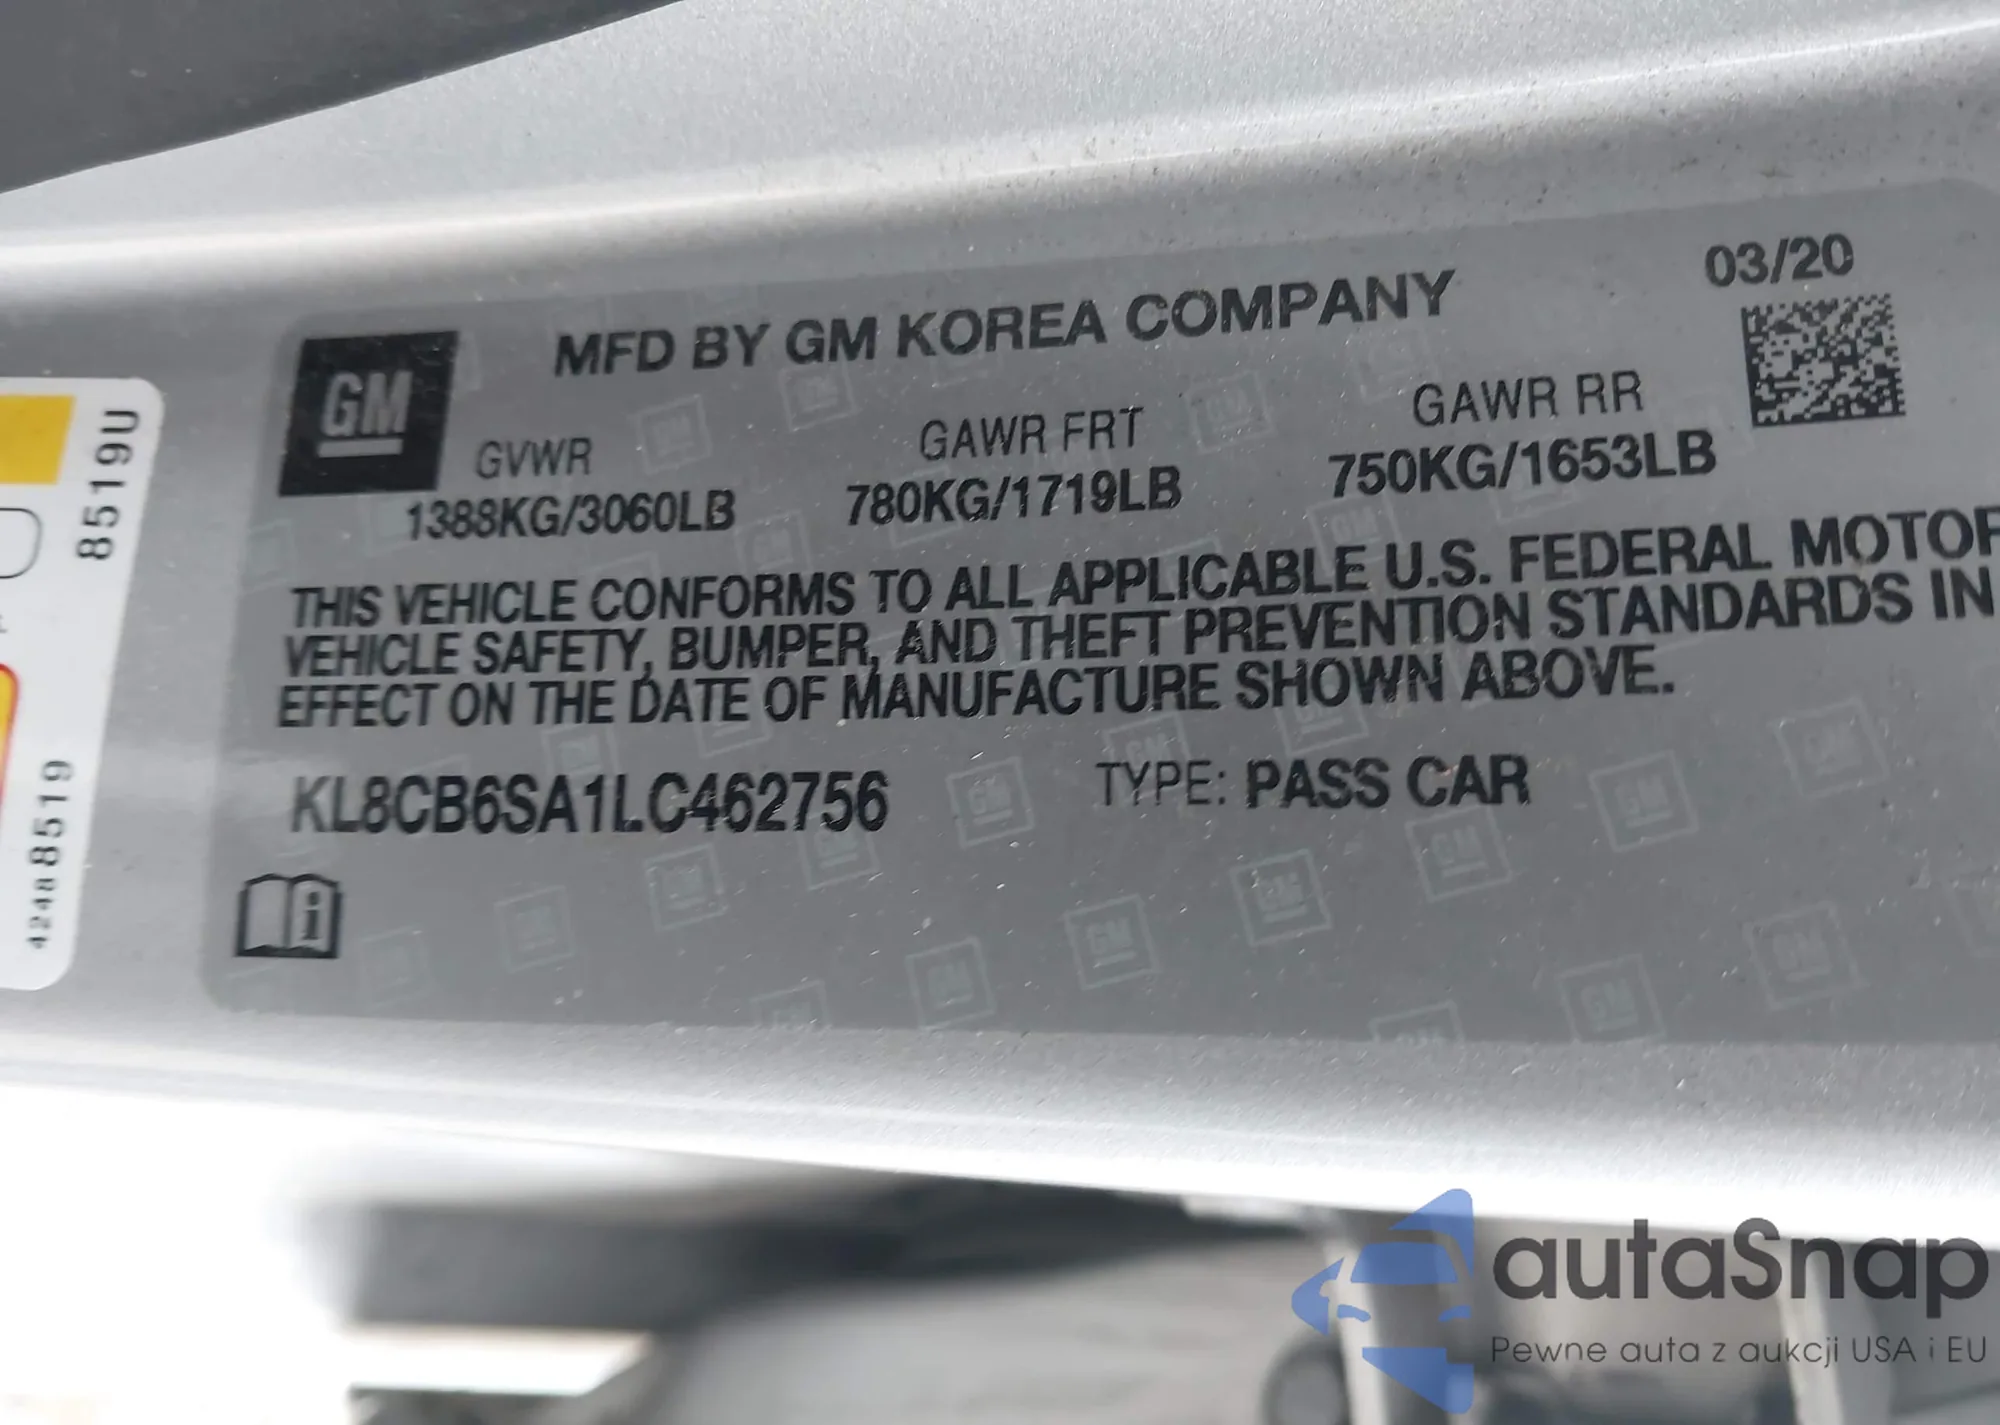 03/20
MFD BY GM KOREA COMPANY
GM
GVWR GAWR FRT GAWR RR
1388KG/3060LB 780KG/1719LB 750KG/1653LB
THIS VEHICLE CONFORMS TO ALL APPLICABLE U.S. FEDERAL MOTOR
VEHICLE SAFETY, BUMPER, AND THEFT PREVENTION STANDARDS IN
EFFECT ON THE DATE OF MANUFACTURE SHOWN ABOVE.
KL8CB6SA1LC462756 TYPE: PASS CAR
i
8519U
42488519
autaSnap
Pewne auta z aukcji USA i EU